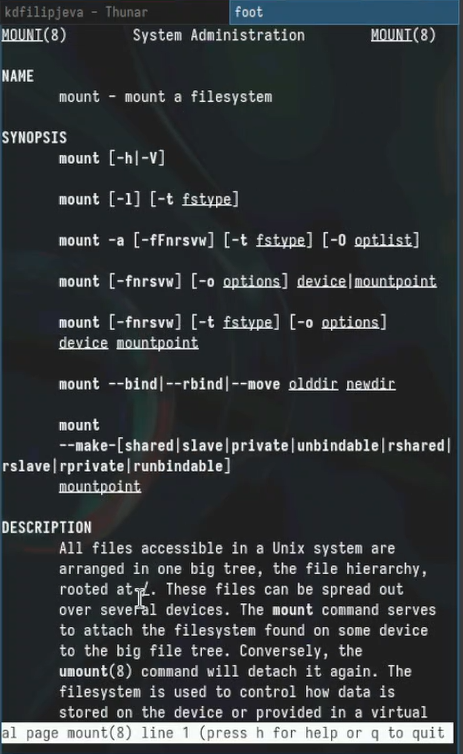 kdfilipjeva - Thunar
foot
MOUNT(8) System Administration MOUNT(8)
NAME
mount - mount a filesystem
SYNOPSIS
mount [-h|-V]
mount [-l] [-t fstype]
mount -a [-fFnrsvw] [-t fstype] [-O optlist]
mount [-fnrsvw] [-o options] device|mountpoint
mount [-fnrsvw] [-t fstype] [-o options]
device mountpoint
mount --bind|--rbind|--move olddir newdir
mount
--make-[shared|slave|private|unbindable|rshared|
rslave|rprivate|runbindable]
mountpoint
DESCRIPTION
All files accessible in a Unix system are
arranged in one big tree, the file hierarchy,
rooted at /. These files can be spread out
over several devices. The mount command serves
to attach the filesystem found on some device
to the big file tree. Conversely, the
umount(8) command will detach it again. The
filesystem is used to control how data is
stored on the device or provided in a virtual
al page mount(8) line 1 (press h for help or q to quit